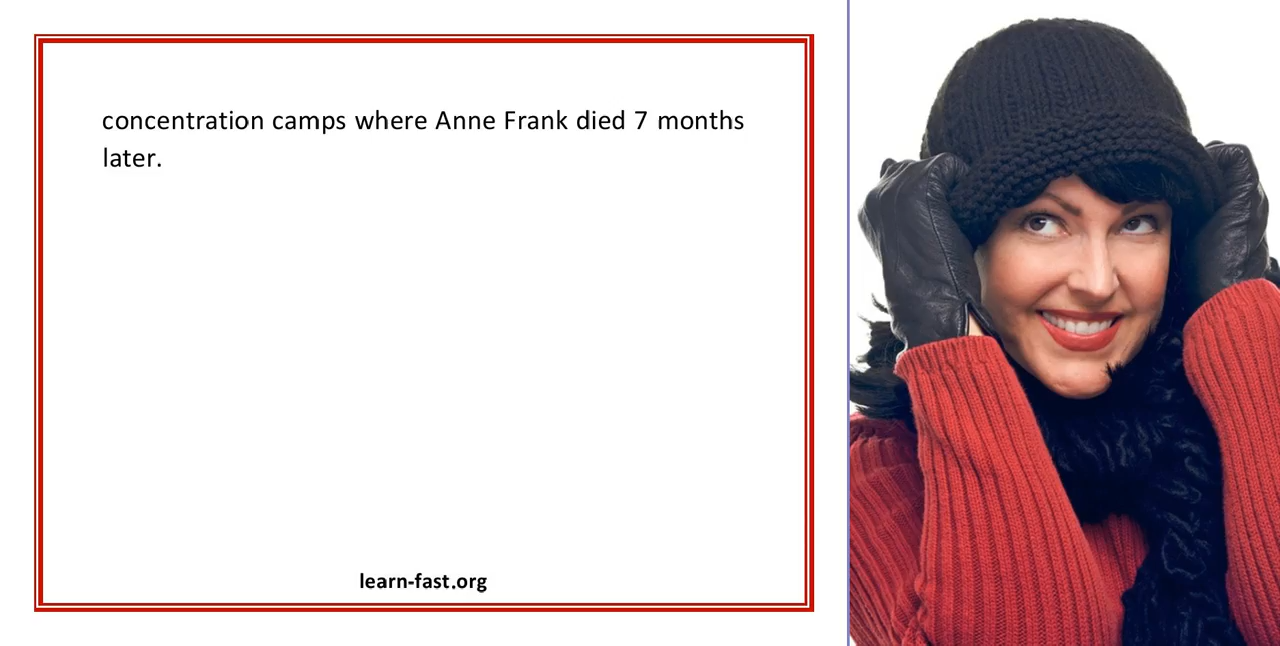 concentration camps where Anne Frank died 7 months
later.
learn-fast.org